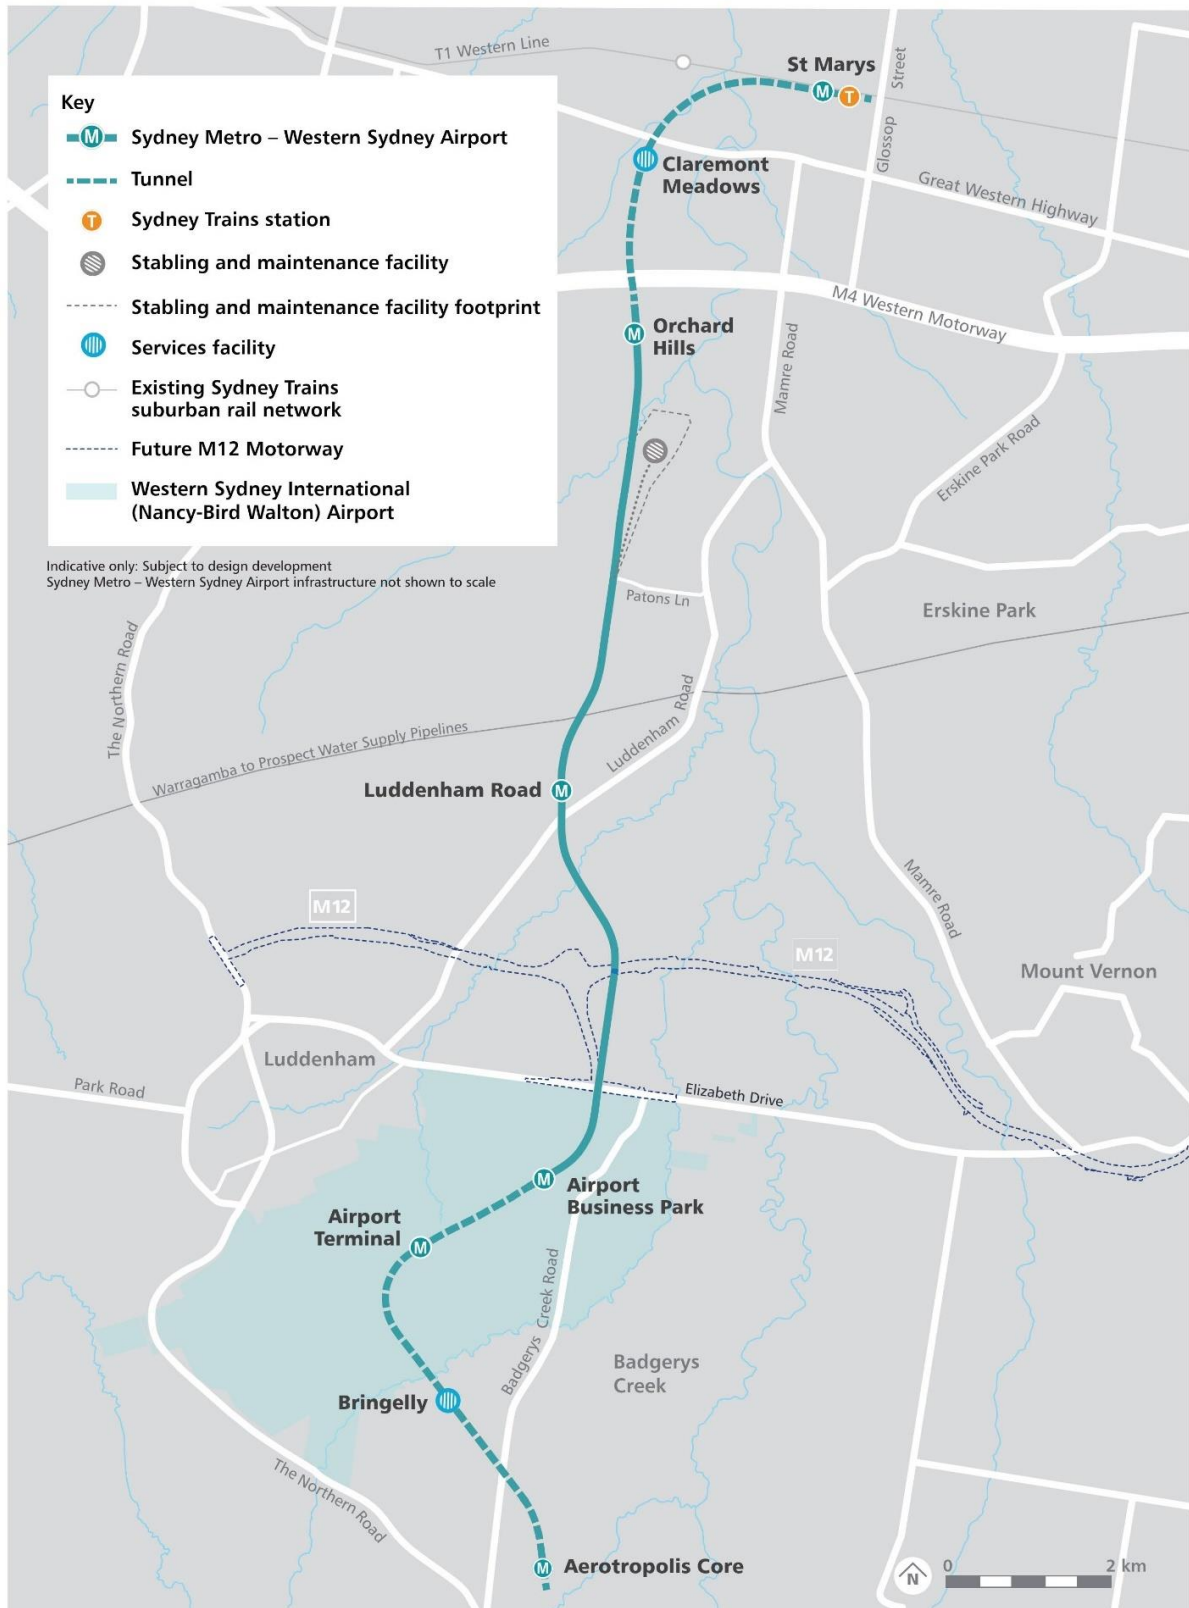 T1 Western Line
St Marys
M
T
Glossop Street
Key
M
Sydney Metro – Western Sydney Airport
Tunnel
T
Sydney Trains station
Stabling and maintenance facility
Stabling and maintenance facility footprint
Services facility
Existing Sydney Trains
suburban rail network
Future M12 Motorway
Western Sydney International
(Nancy-Bird Walton) Airport
Indicative only: Subject to design development
Sydney Metro – Western Sydney Airport infrastructure not shown to scale
Claremont
Meadows
Great Western Highway
M4 Western Motorway
M
Orchard
Hills
Mamre Road
Erskine Park Road
Patons Ln
Erskine Park
The Northern Road
Warragamba to Prospect Water Supply Pipelines
Luddenham Road
Luddenham Road
M
M12
M12
Mamre Road
Mount Vernon
Luddenham
Park Road
Elizabeth Drive
M
Airport
Business Park
Airport
Terminal
M
Badgerys Creek Road
Badgerys
Creek
Bringelly
The Northern Road
M
Aerotropolis Core
N
0
2 km